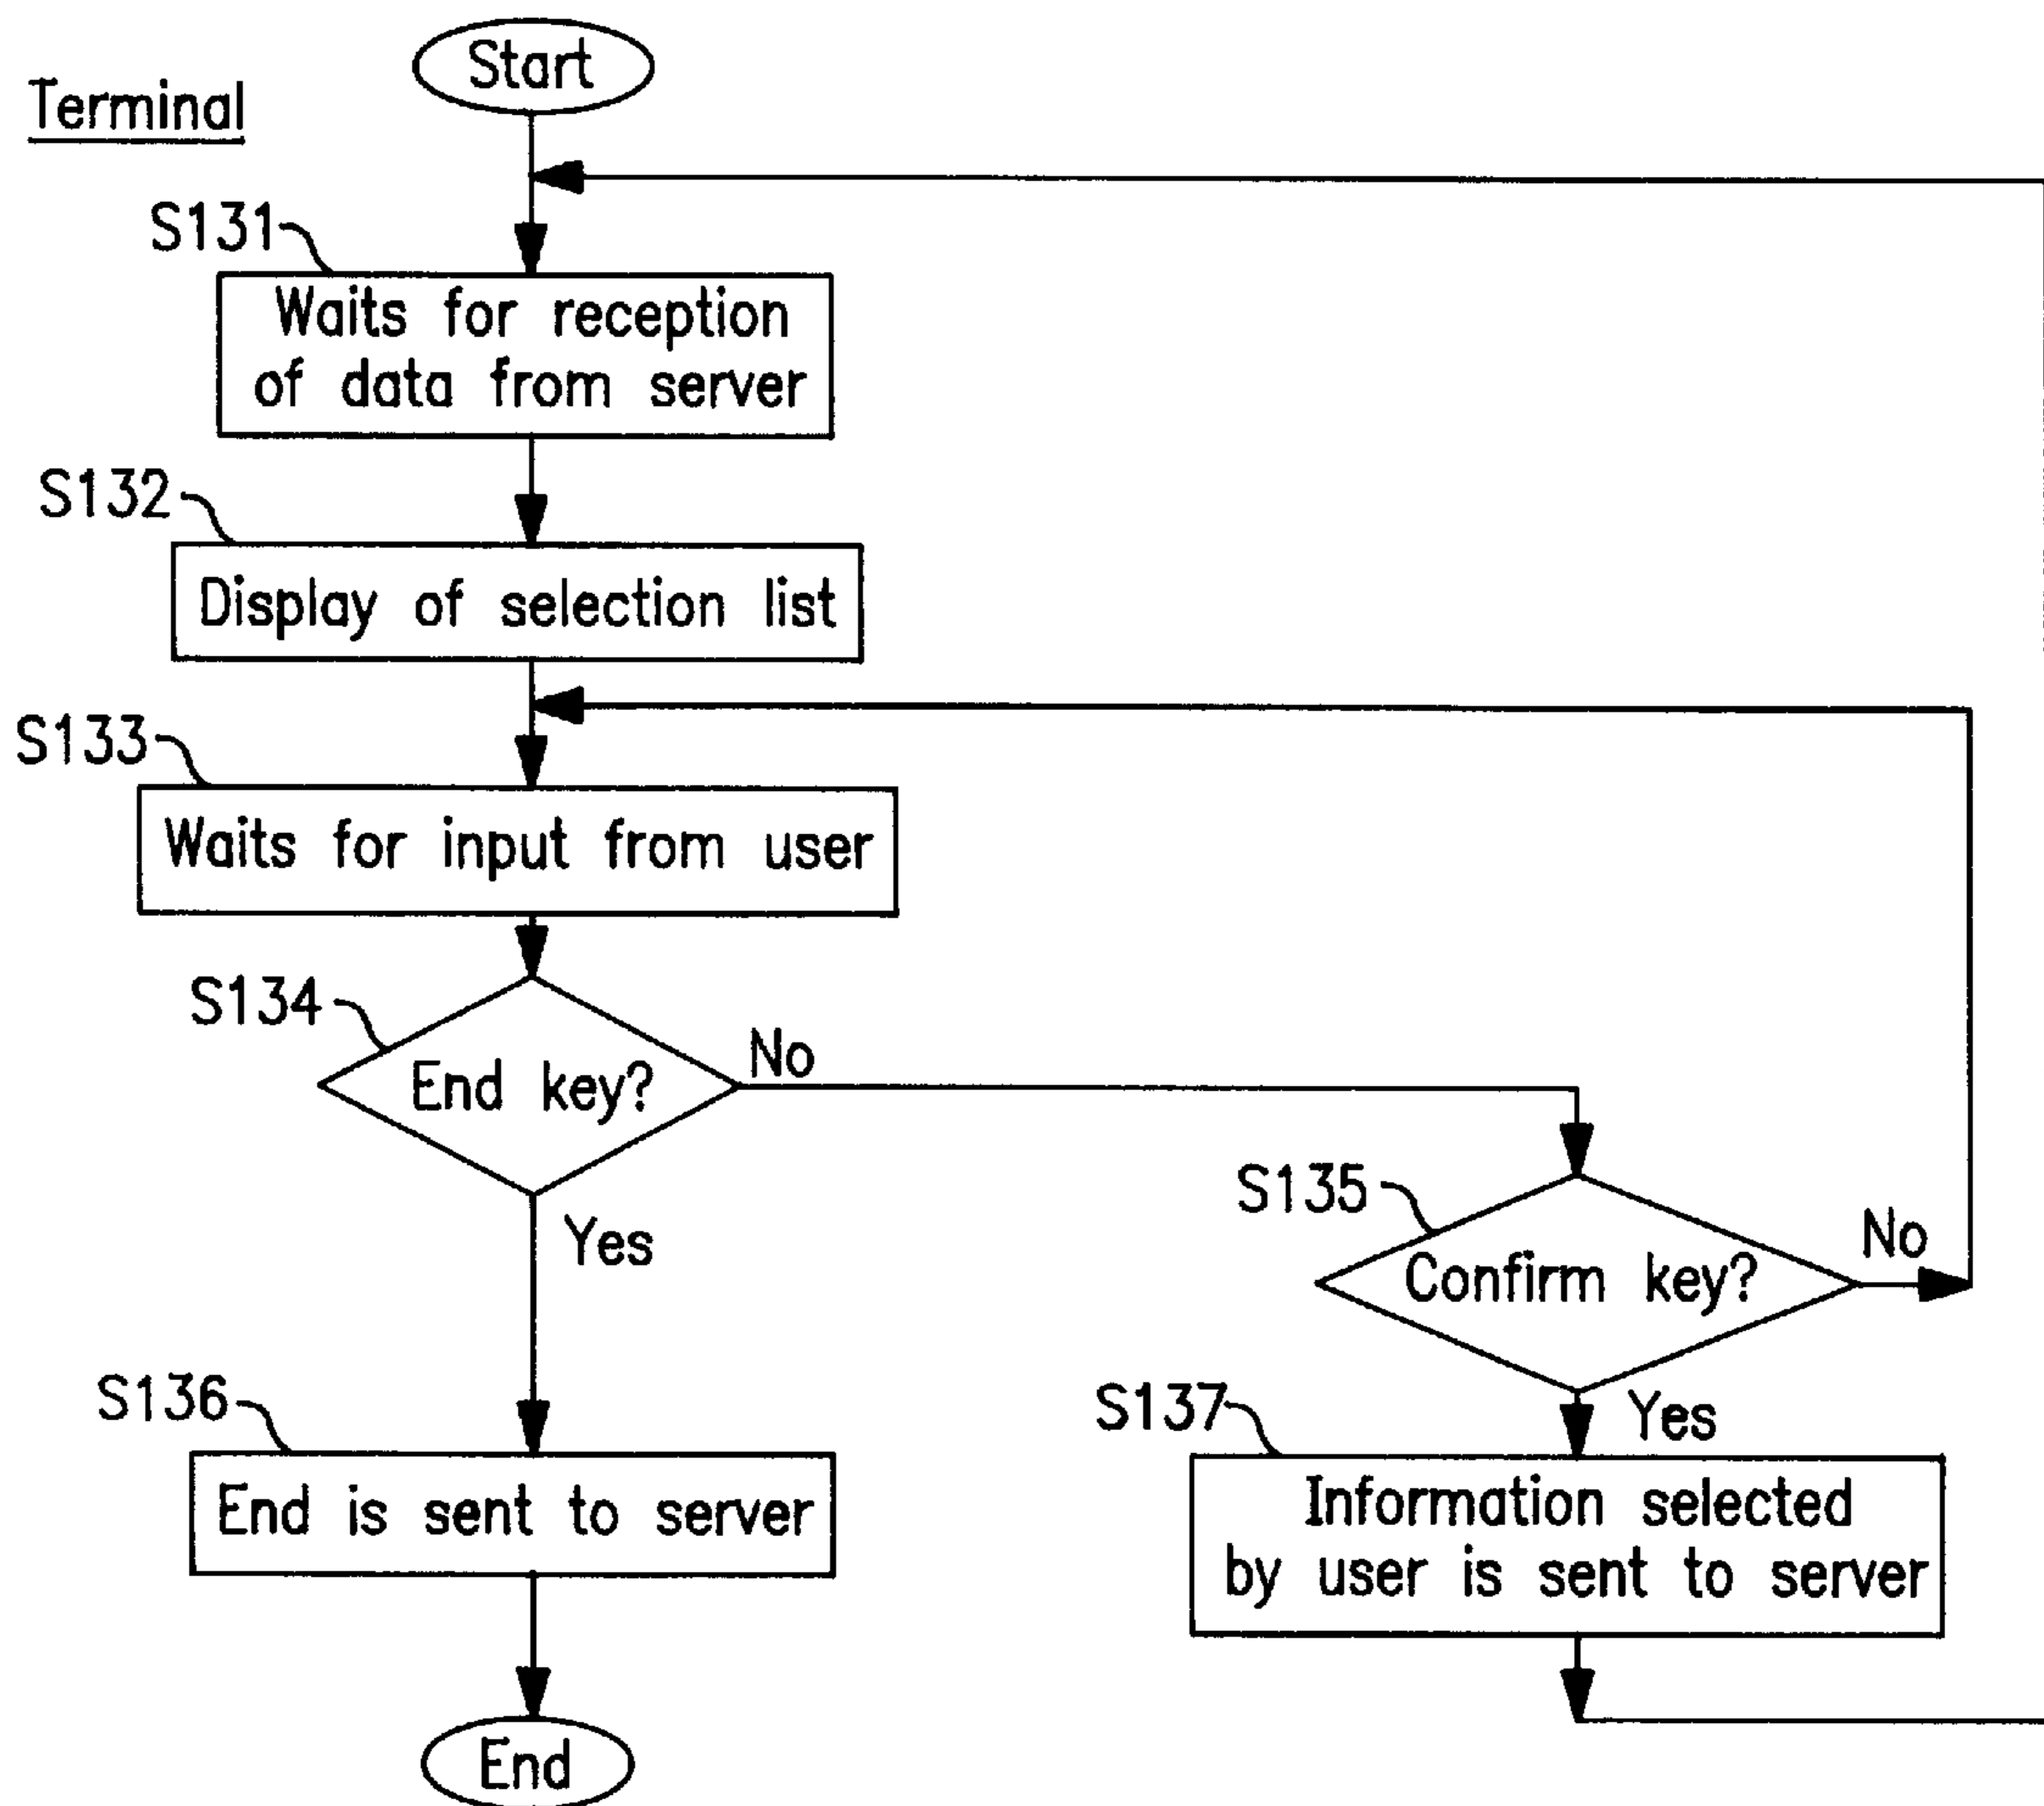 Start
Terminal
S131
Waits for reception
of data from server
S132
Display of selection list
S133
Waits for input from user
S134
End key?
No
Yes
S135
Confirm key?
No
Yes
S136
End is sent to server
S137
Information selected
by user is sent to server
End